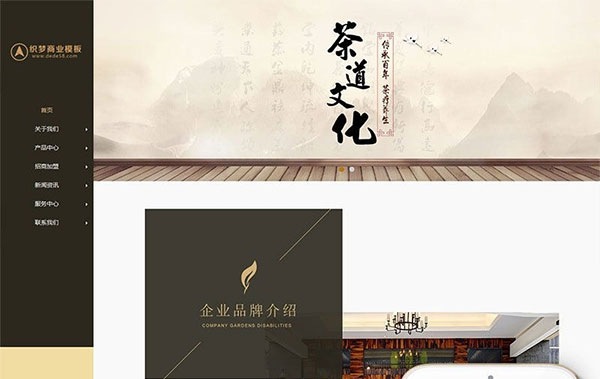 织梦商业模板
www.dede58.com
首页
关于我们
产品中心
招商加盟
新闻资讯
服务中心
联系我们
茶道文化
传承百年 茶疗养生
企业品牌介绍
COMPANY GARDENS DISABILITIES